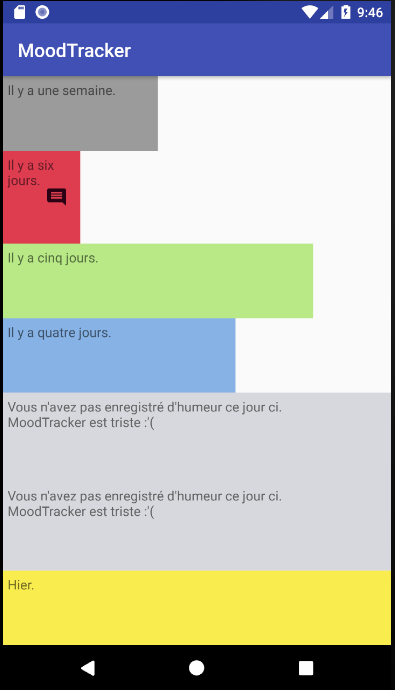 9:46
MoodTracker
Il y a une semaine.
Il y a six
jours.
Il y a cinq jours.
Il y a quatre jours.
Vous n'avez pas enregistré d'humeur ce jour ci.
MoodTracker est triste :'(
Vous n'avez pas enregistré d'humeur ce jour ci.
MoodTracker est triste :'(
Hier.